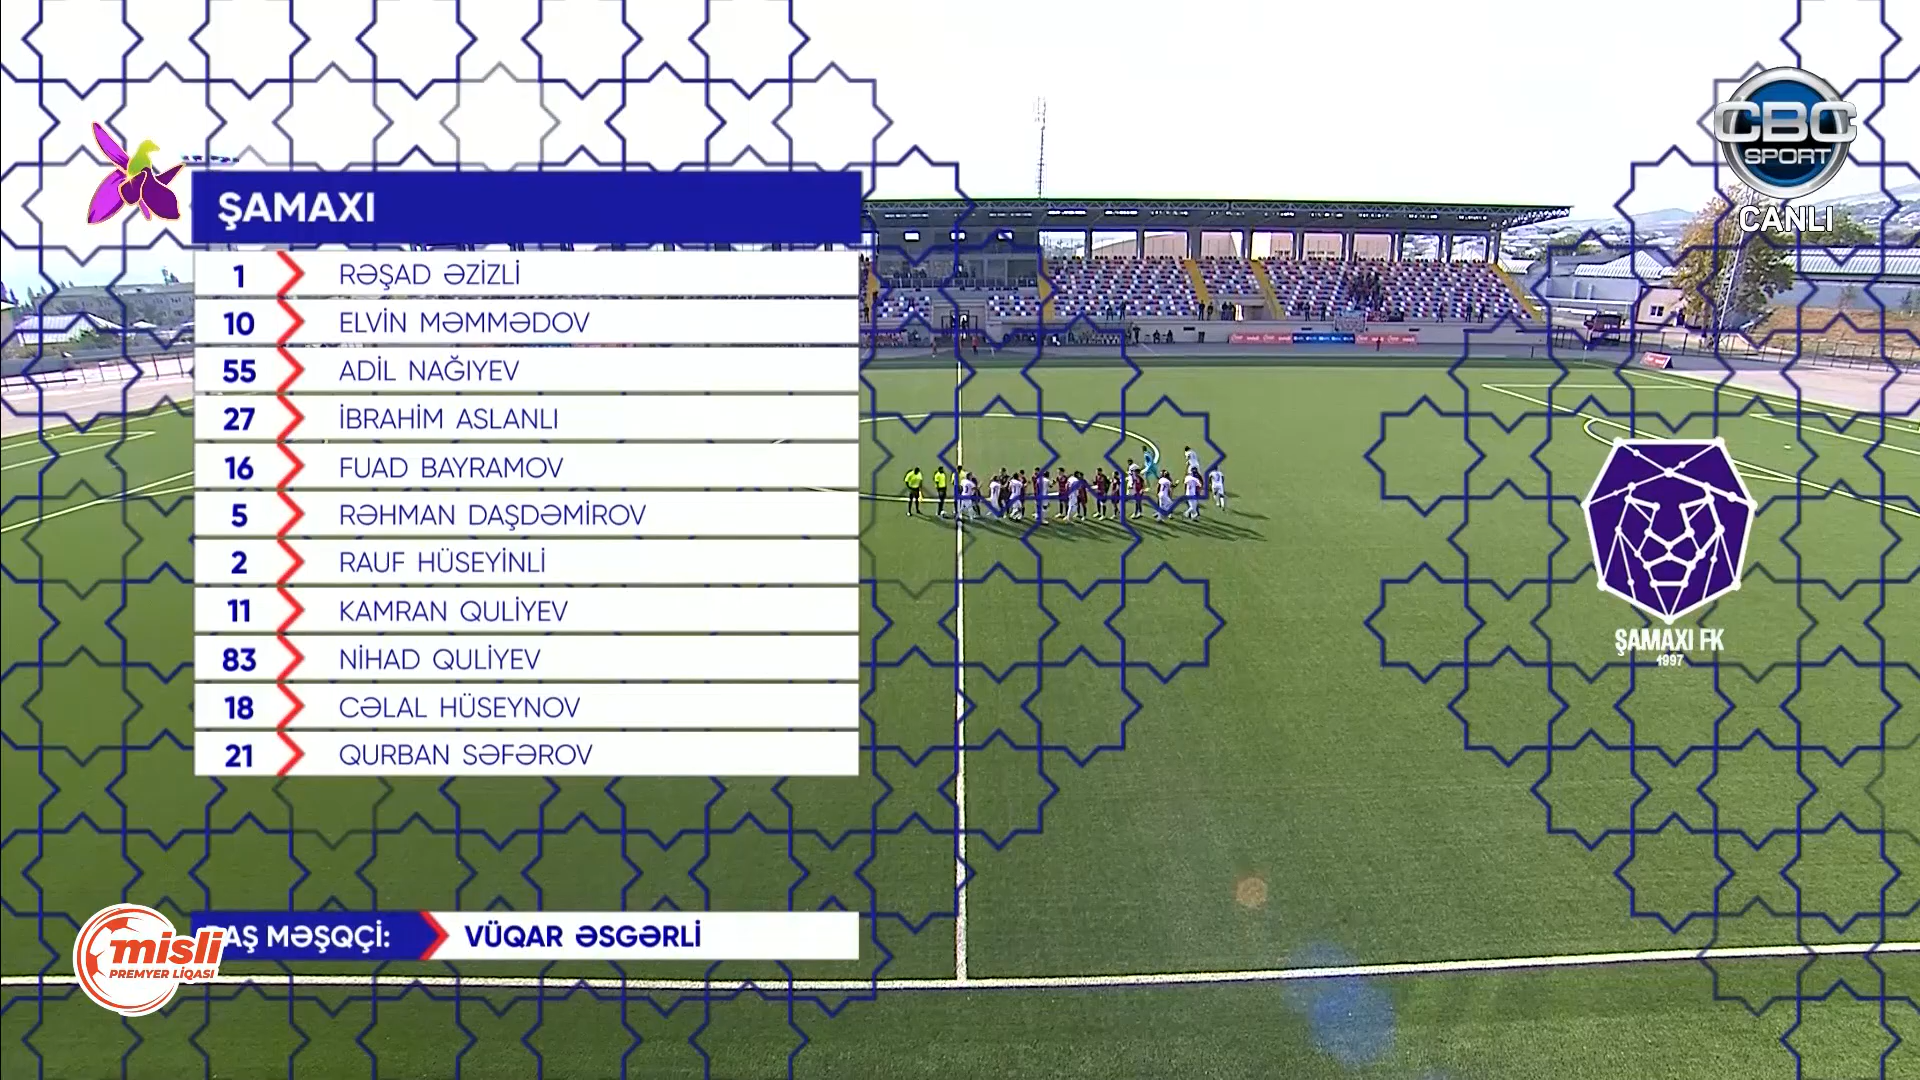 CBC
SPORT
CANLI
ŞAMAXI
1 RƏŞAD ƏZİZLİ
10 ELVİN MƏMMƏDOV
55 ADİL NAĞIYEV
27 İBRAHİM ASLANLI
16 FUAD BAYRAMOV
5 RƏHMAN DAŞDƏMİROV
2 RAUF HÜSEYİNLİ
11 KAMRAN QULİYEV
83 NİHAD QULİYEV
18 CƏLAL HÜSEYNOV
21 QURBAN SƏFƏROV
ŞAMAXI FK
1997
AŞ MƏŞQÇİ: VÜQAR ƏSGƏRLİ
misli
PREMYER LİQASI